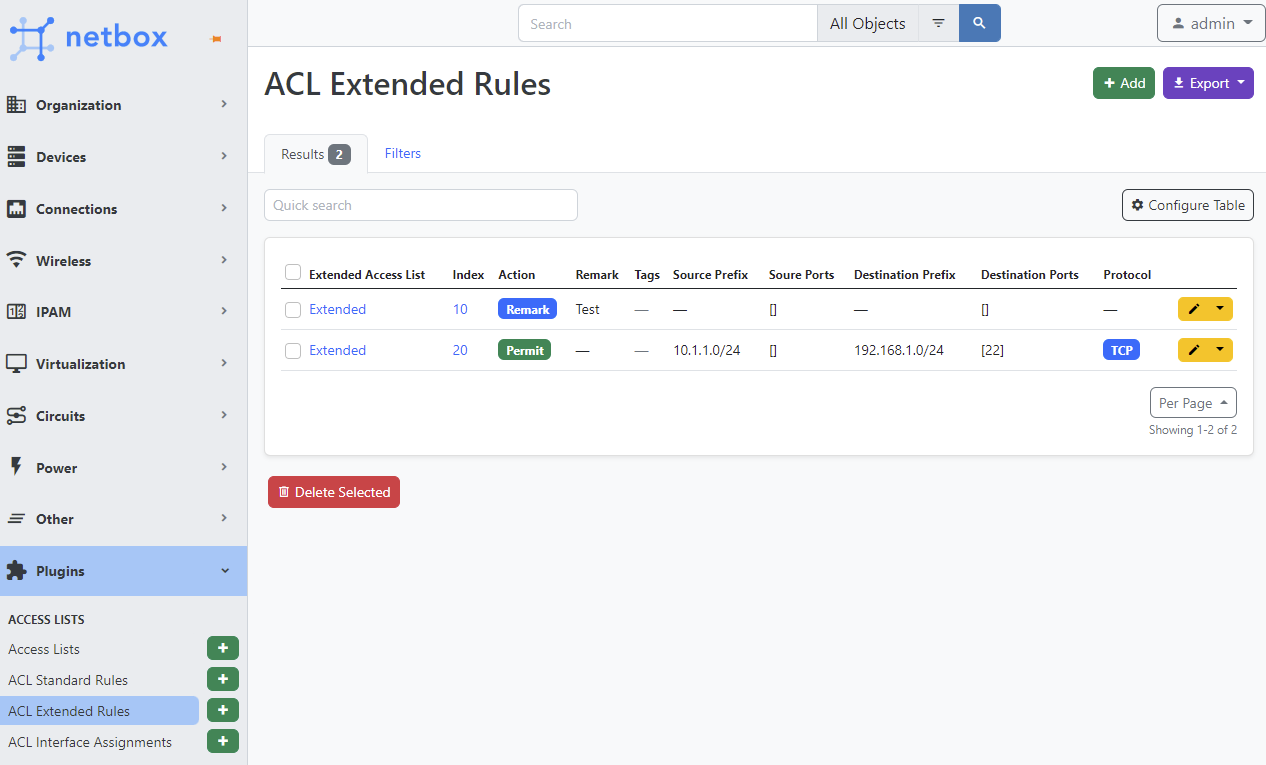 netbox
Search
All Objects
admin
Organization
Devices
Connections
Wireless
IPAM
Virtualization
Circuits
Power
Other
Plugins
ACCESS LISTS
Access Lists
ACL Standard Rules
ACL Extended Rules
ACL Interface Assignments
ACL Extended Rules
+ Add
Export
Results 2
Filters
Quick search
Configure Table
Extended Access List Index Action Remark Tags Source Prefix Soure Ports Destination Prefix Destination Ports Protocol
Extended 10 Remark Test — — [] — [] —
Extended 20 Permit — — 10.1.1.0/24 [] 192.168.1.0/24 [22] TCP
Per Page
Showing 1-2 of 2
Delete Selected